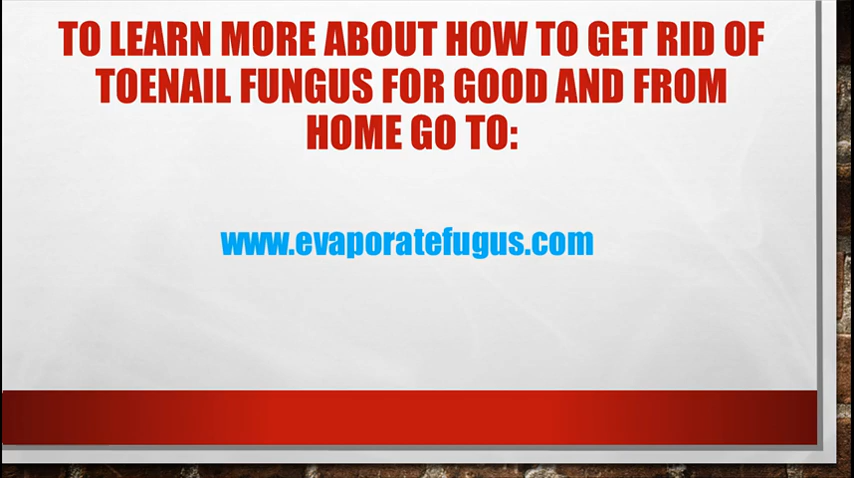 TO LEARN MORE ABOUT HOW TO GET RID OF
TOENAIL FUNGUS FOR GOOD AND FROM
HOME GO TO:
www.evaporatefugus.com